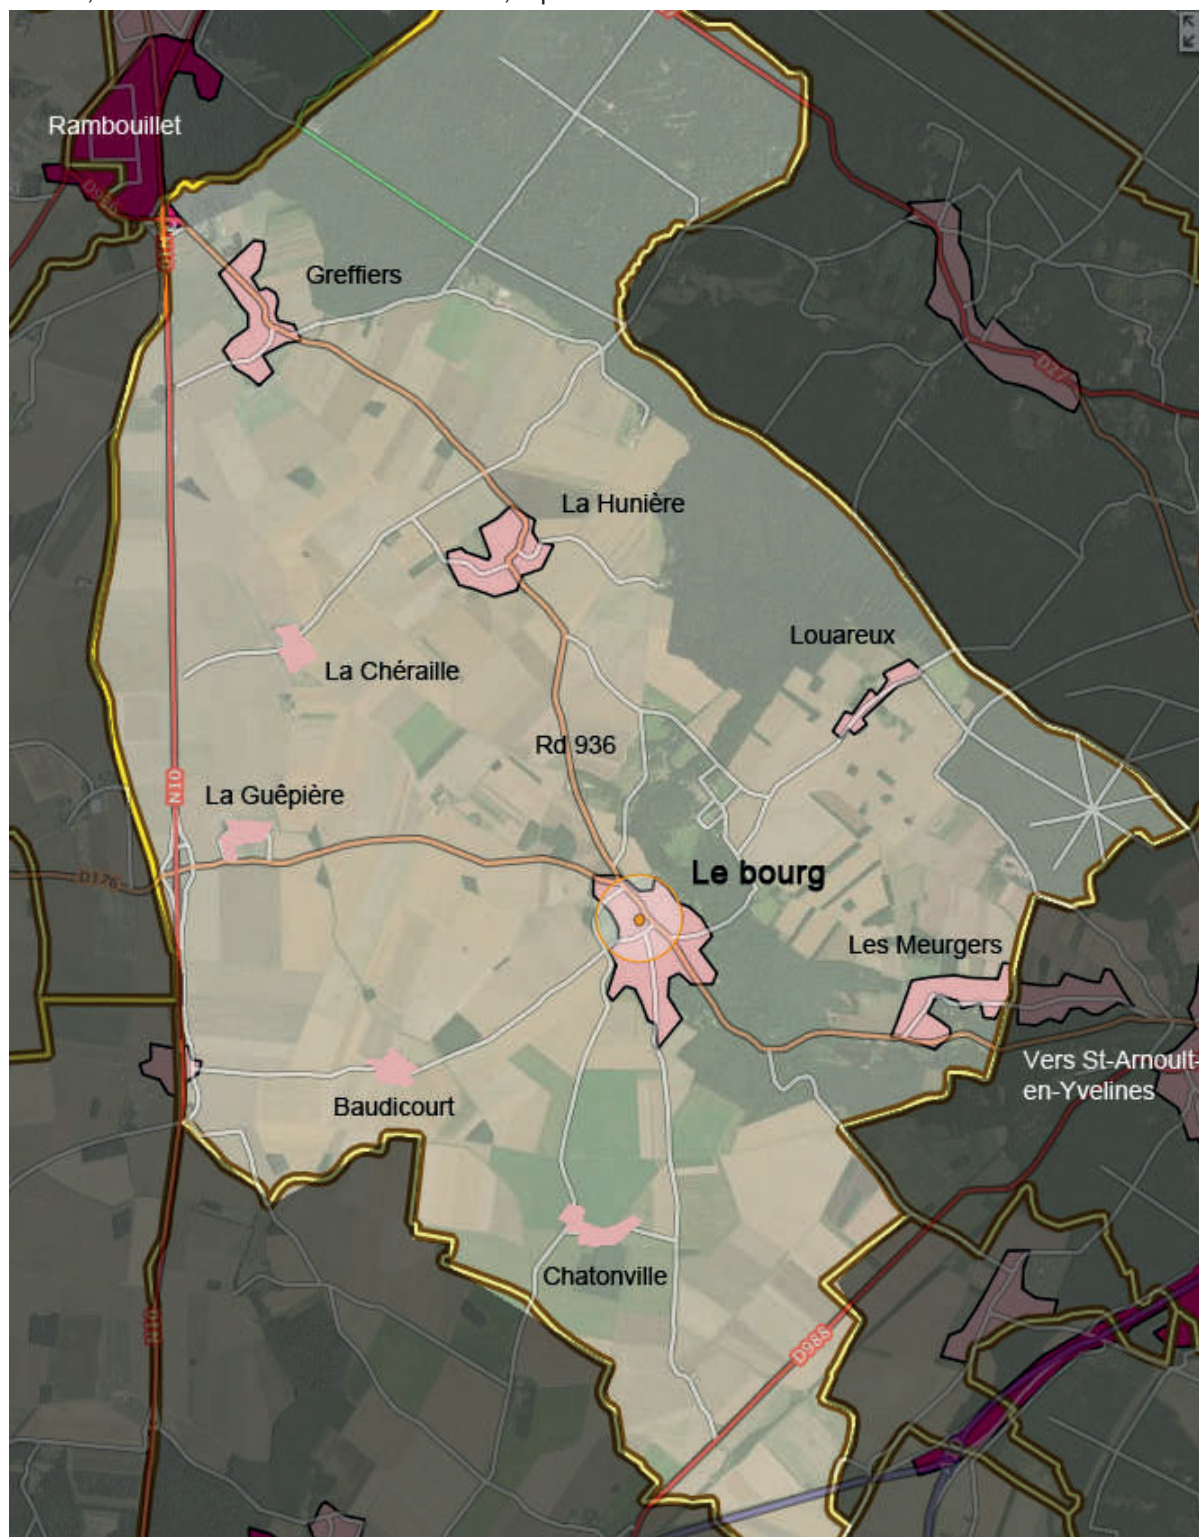 Rambouillet
D27
Greffiers
La Hunière
Louareux
La Chéraille
Rd 936
N10
La Guêpière
Le bourg
D176
Les Meurgers
Vers St-Arnoult-
en-Yvelines
Baudicourt
Chatonville
N10
D988